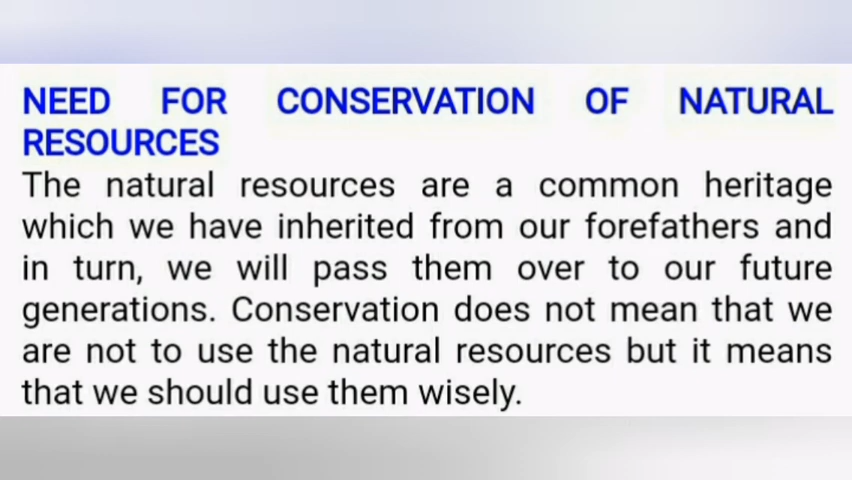 NEED FOR CONSERVATION OF NATURAL
RESOURCES
The natural resources are a common heritage
which we have inherited from our forefathers and
in turn, we will pass them over to our future
generations. Conservation does not mean that we
are not to use the natural resources but it means
that we should use them wisely.